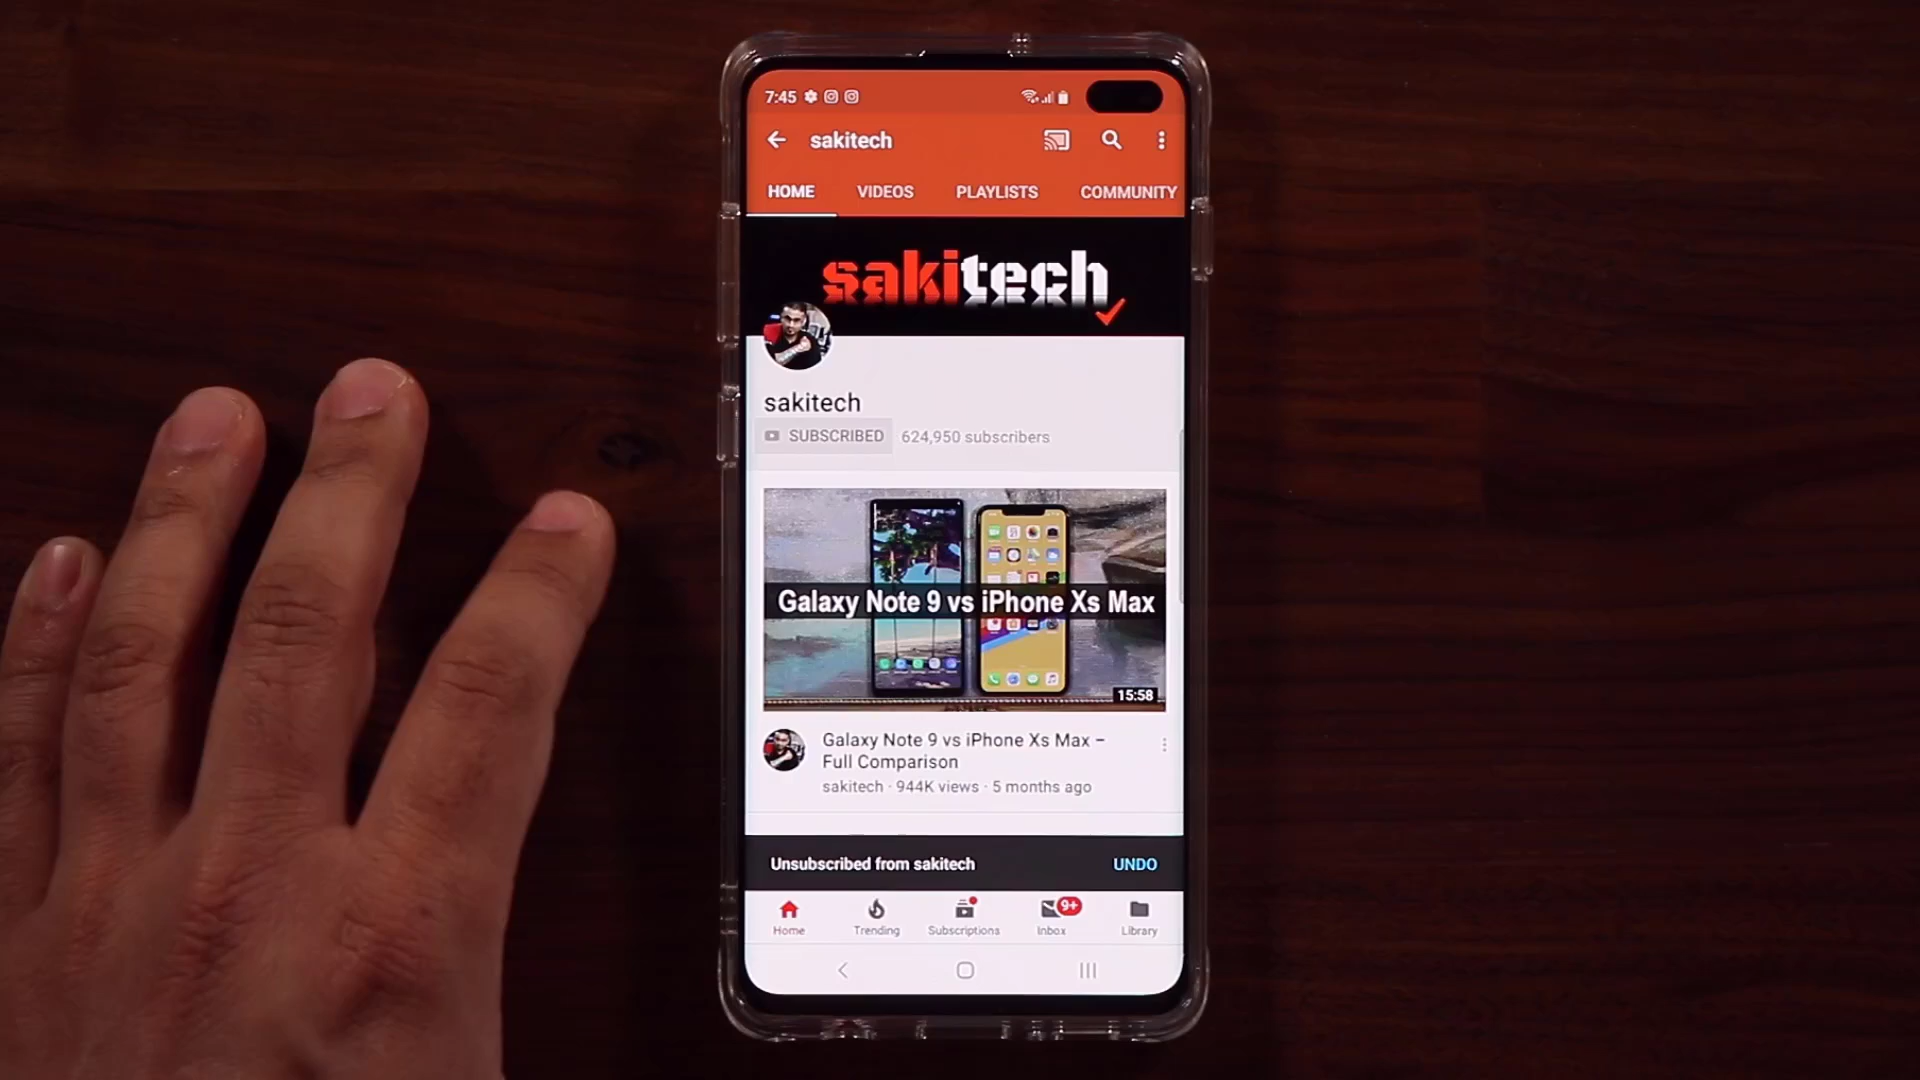 7:45
sakitech
HOME VIDEOS PLAYLISTS COMMUNITY
sakitech
sakitech
SUBSCRIBED 624,950 subscribers
Galaxy Note 9 vs iPhone Xs Max
15:58
Galaxy Note 9 vs iPhone Xs Max –
Full Comparison
sakitech · 944K views · 5 months ago
Unsubscribed from sakitech UNDO
9+
Home Trending Subscriptions Inbox Library